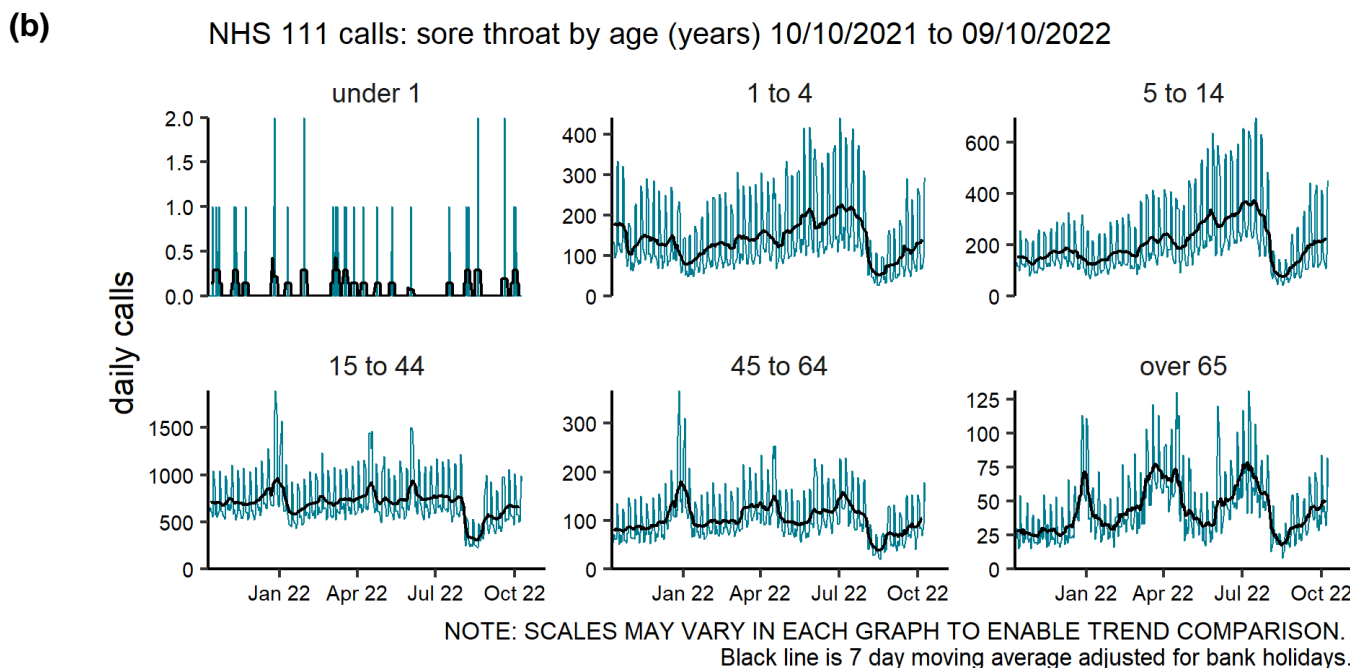 (b)
NHS 111 calls: sore throat by age (years) 10/10/2021 to 09/10/2022
under 1
1 to 4
5 to 14
2.0
1.5
1.0
0.5
0.0
400
300
200
100
0
600
400
200
0
daily calls
15 to 44
45 to 64
over 65
1500
1000
500
0
300
200
100
0
125
100
75
50
25
0
Jan 22 Apr 22 Jul 22 Oct 22
Jan 22 Apr 22 Jul 22 Oct 22
Jan 22 Apr 22 Jul 22 Oct 22
NOTE: SCALES MAY VARY IN EACH GRAPH TO ENABLE TREND COMPARISON.
Black line is 7 day moving average adjusted for bank holidays.